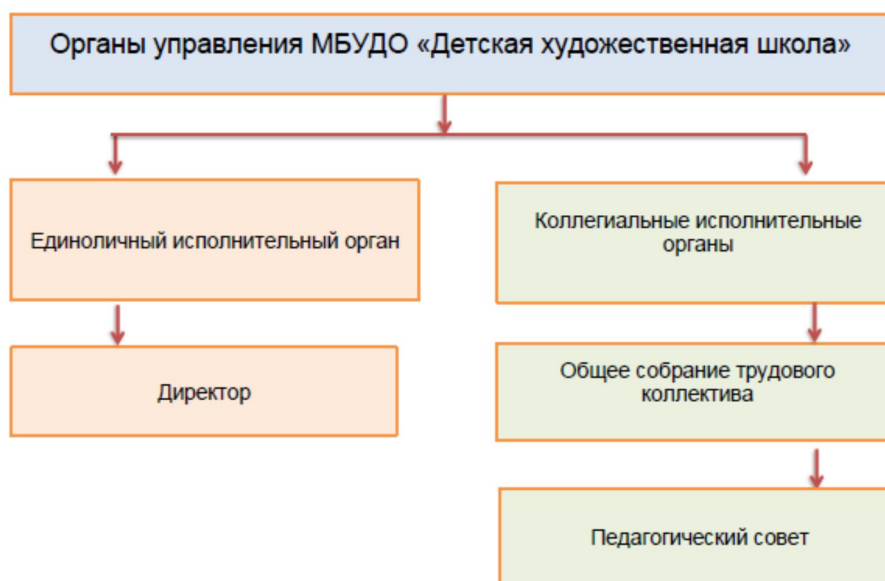 Органы управления МБУДО «Детская художественная школа»
Единоличный исполнительный орган
Коллегиальные исполнительные
органы
Директор
Общее собрание трудового
коллектива
Педагогический совет